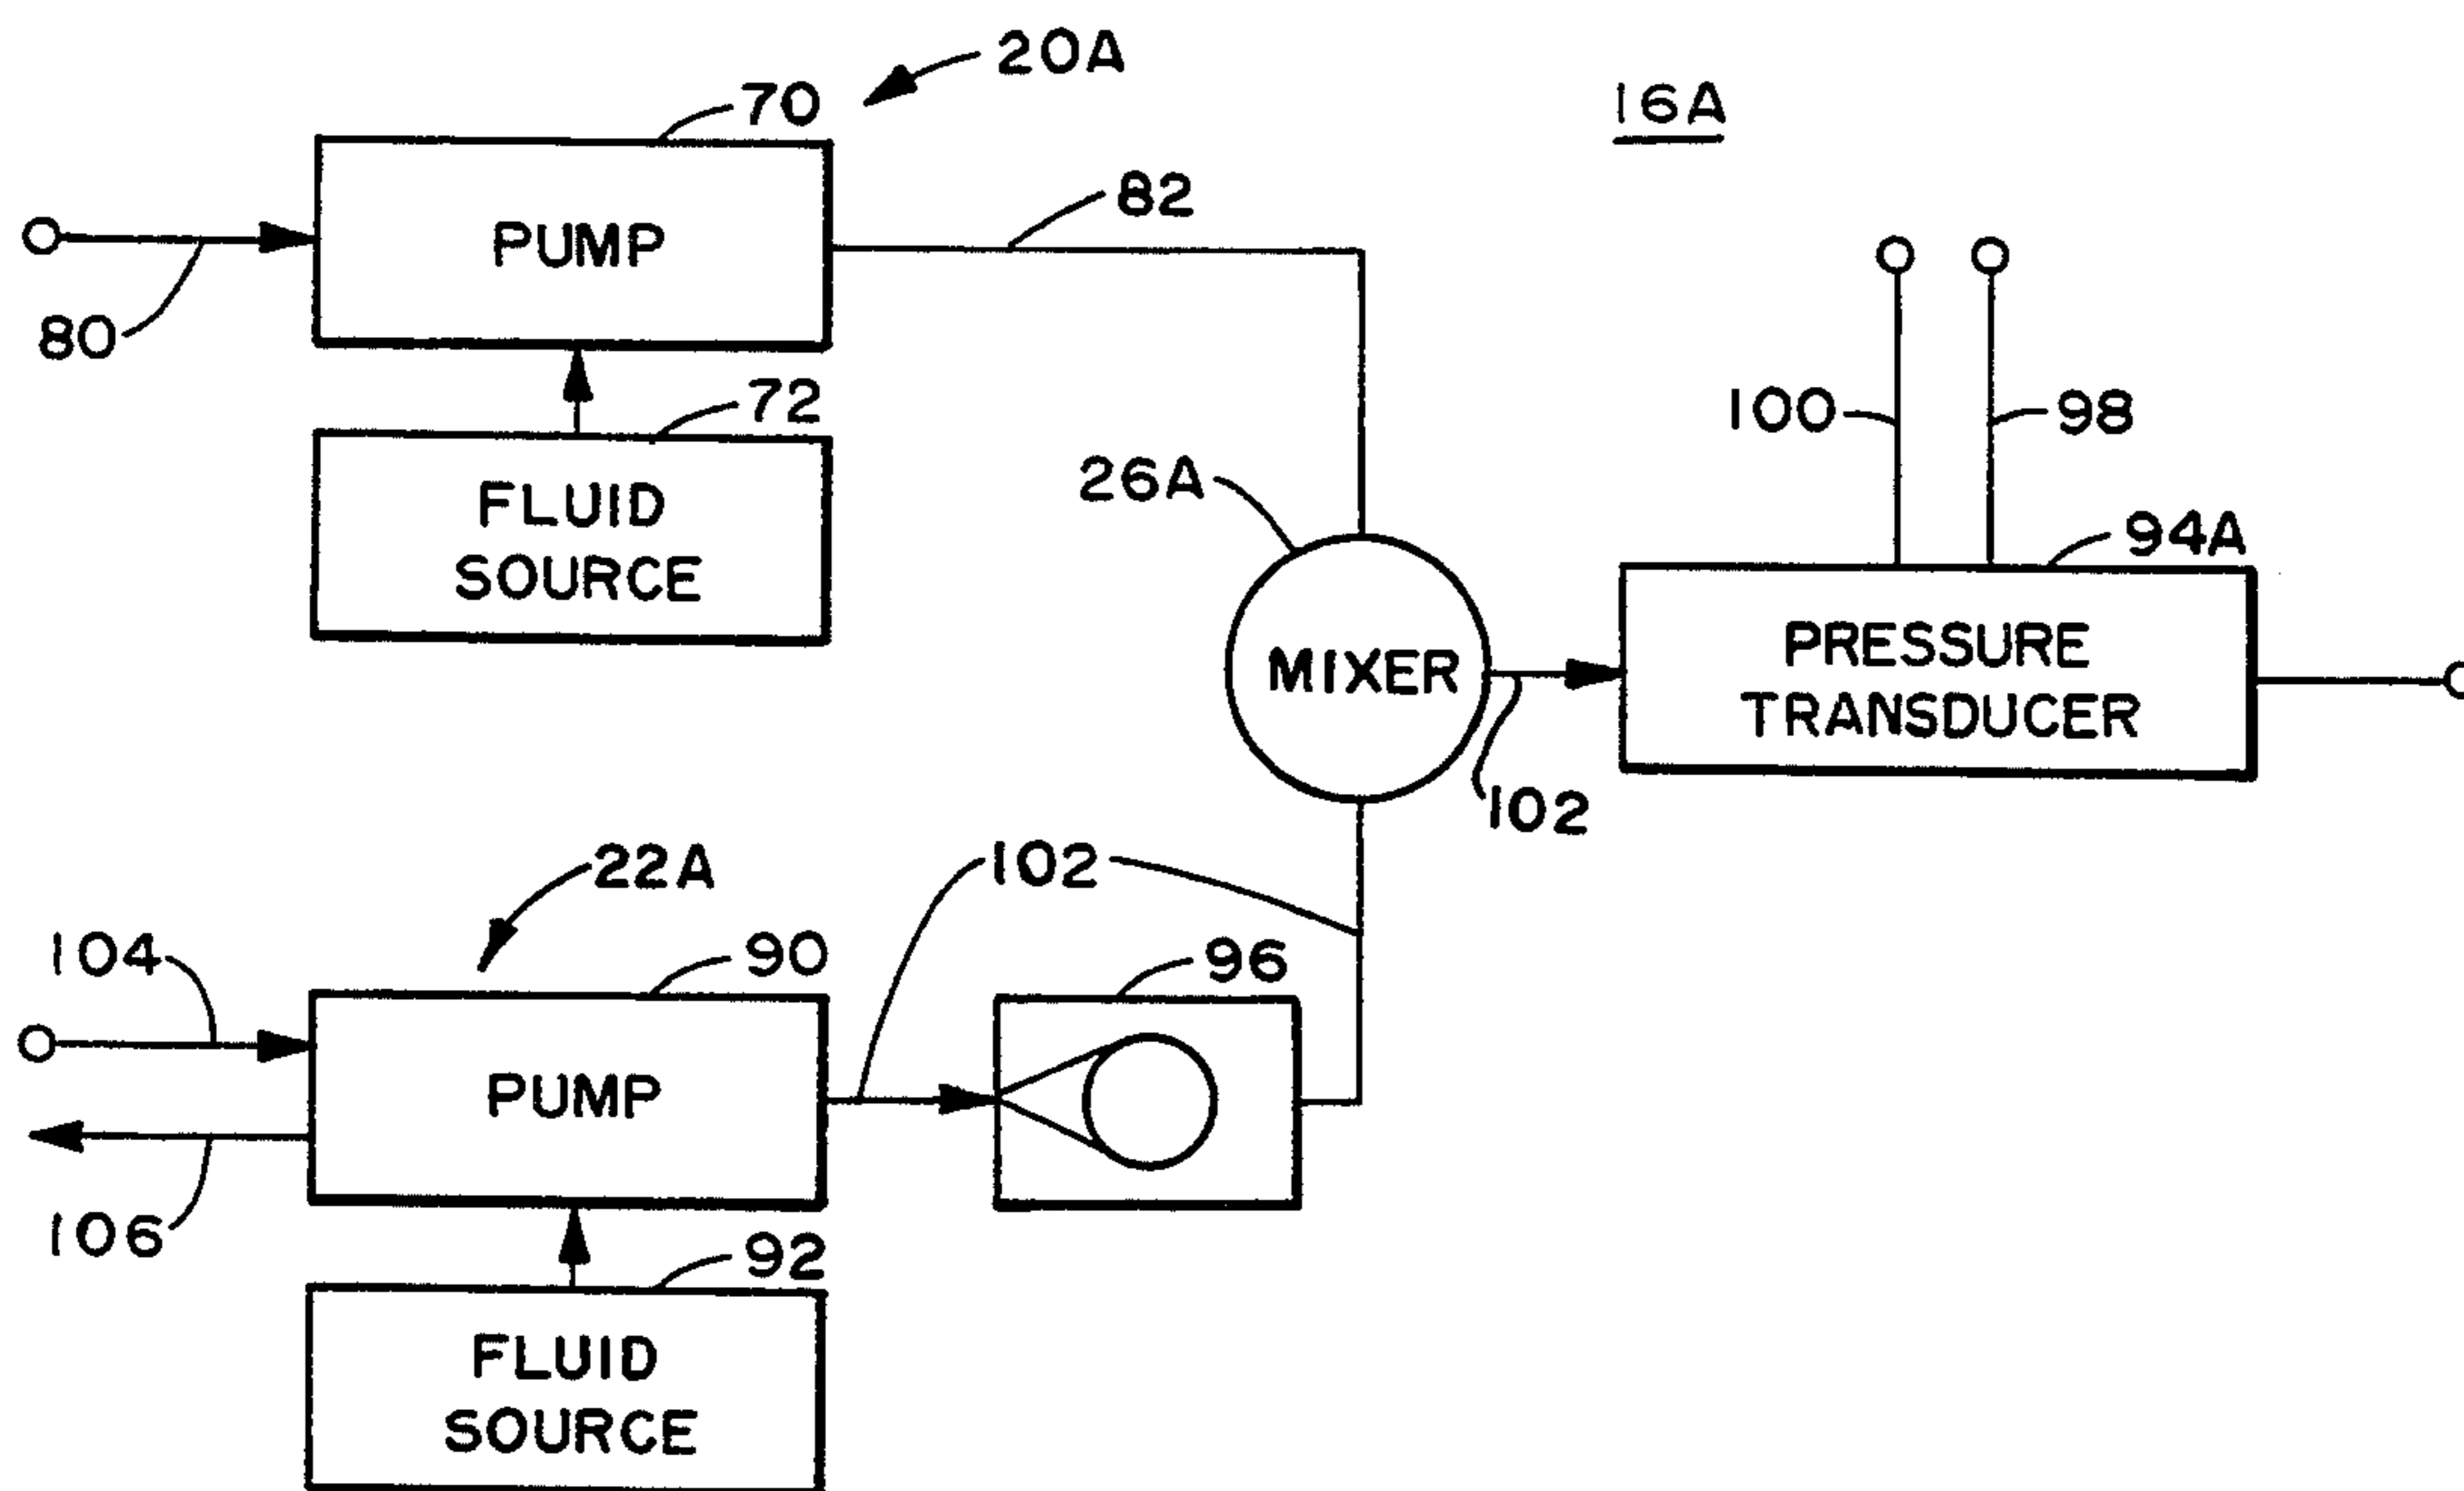 20A
70
16A
82
PUMP
80
72
100
98
FLUID
SOURCE
26A
94A
MIXER
PRESSURE
TRANSDUCER
102
22A
102
104
90
96
PUMP
106
92
FLUID
SOURCE